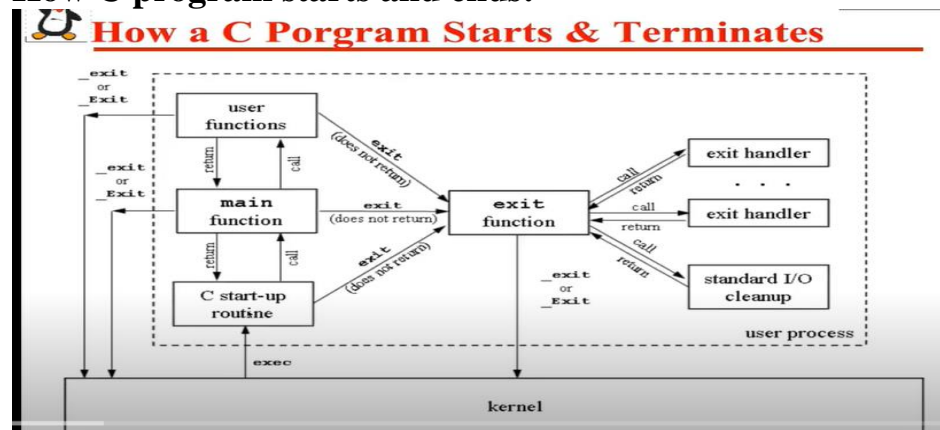 How a C Porgram Starts & Terminates
_exit
or
_Exit
user
functions
exit
(does not return)
return
call
_exit
or
_Exit
main
function
exit
(does not return)
exit
function
call
return
exit handler
. . .
call
return
exit handler
return
call
exit
(does not return)
call
return
C start-up
routine
_exit
or
_Exit
standard I/O
cleanup
user process
exec
kernel